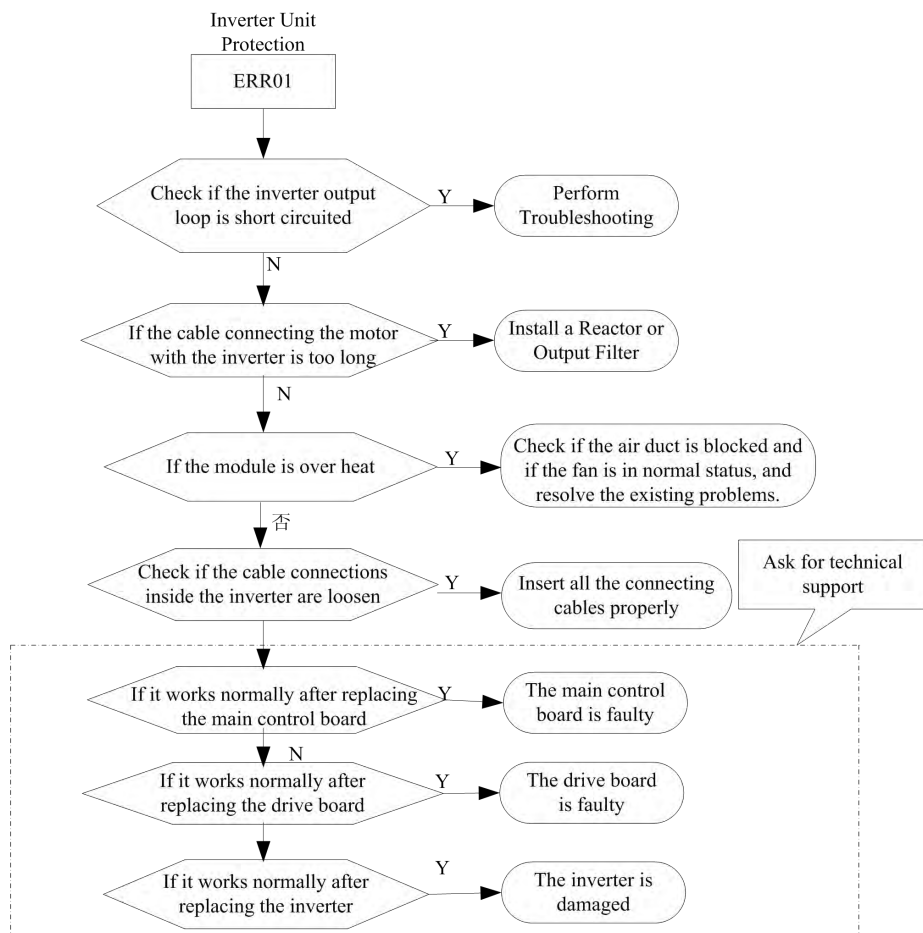 Inverter Unit
Protection
ERR01
Check if the inverter output
loop is short circuited
Y
Perform
Troubleshooting
N
If the cable connecting the motor
with the inverter is too long
Y
Install a Reactor or
Output Filter
N
If the module is over heat
Y
Check if the air duct is blocked and
if the fan is in normal status, and
resolve the existing problems.
否
Check if the cable connections
inside the inverter are loosen
Y
Insert all the connecting
cables properly
Ask for technical
support
If it works normally after replacing
the main control board
Y
The main control
board is faulty
N
If it works normally after
replacing the drive board
Y
The drive board
is faulty
If it works normally after
replacing the inverter
Y
The inverter is
damaged